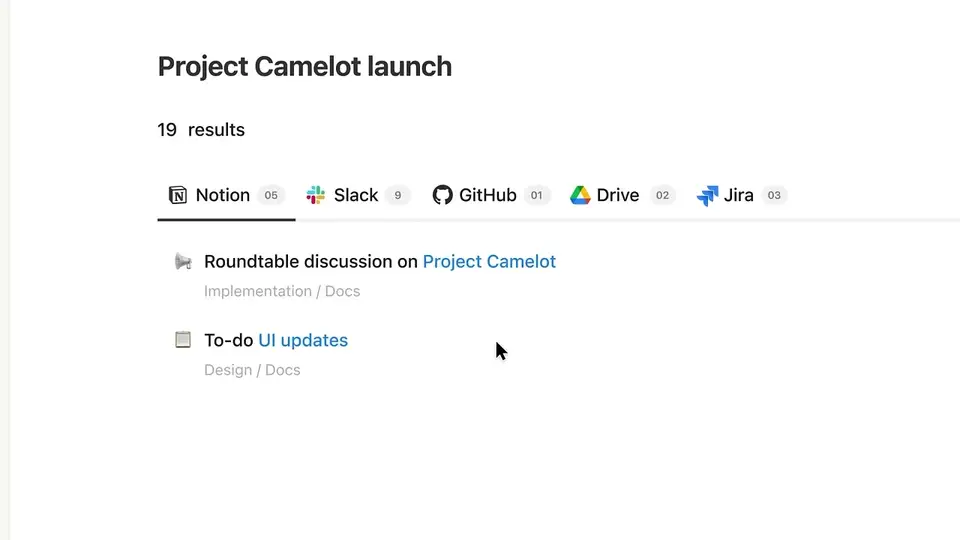 Project Camelot launch
19 results
Notion 05 Slack 9 GitHub 01 Drive 02 Jira 03
Roundtable discussion on Project Camelot
Implementation / Docs
To-do UI updates
Design / Docs